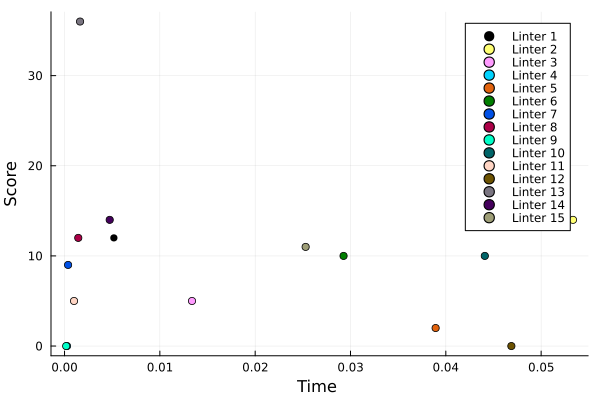 Score
30
20
10
0
0.00 0.01 0.02 0.03 0.04 0.05
Time
Linter 1
Linter 2
Linter 3
Linter 4
Linter 5
Linter 6
Linter 7
Linter 8
Linter 9
Linter 10
Linter 11
Linter 12
Linter 13
Linter 14
Linter 15